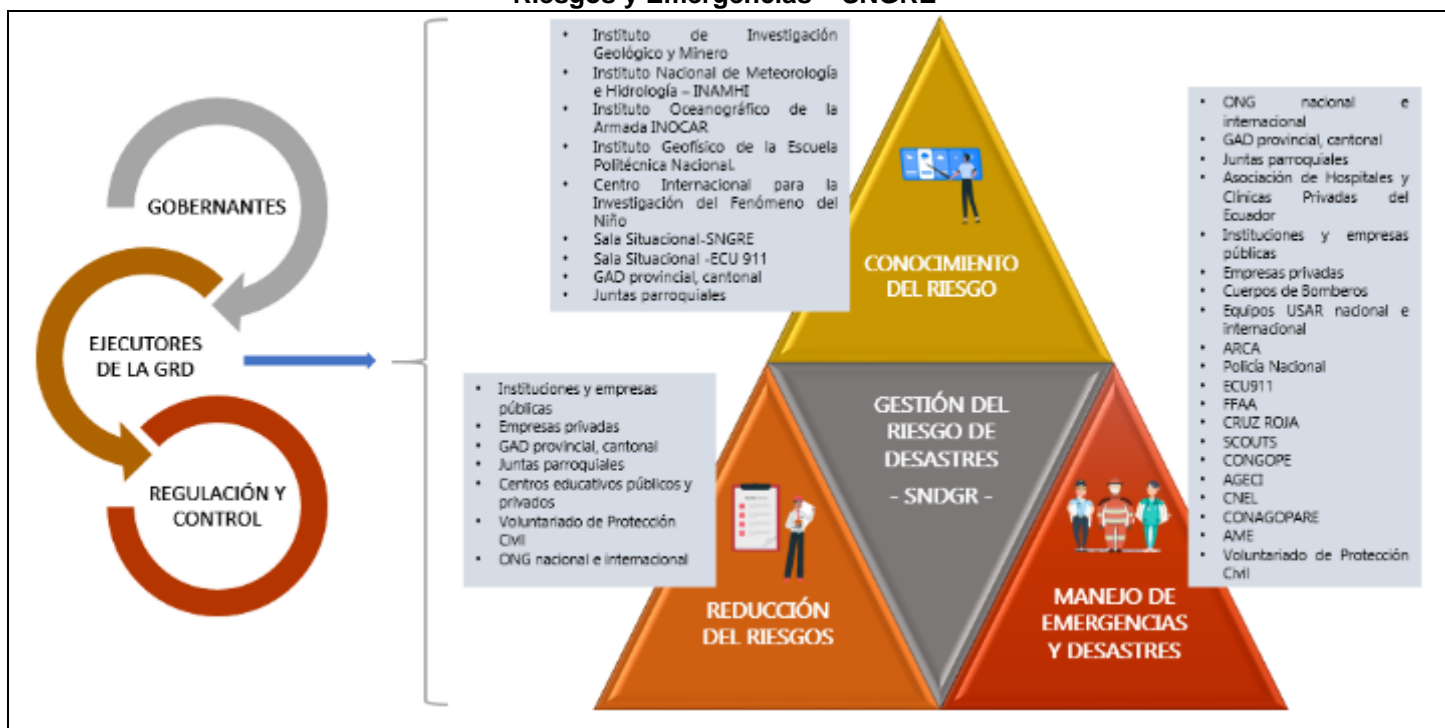 Riesgos y Emergencias – SNGRE
GOBERNANTES
EJECUTORES
DE LA GRD
REGULACIÓN Y
CONTROL
• Instituto de Investigación
Geológico y Minero
• Instituto Nacional de Meteorología
e Hidrología – INAMHI
• Instituto Oceanográfico de la
Armada INOCAR
• Instituto Geofísico de la Escuela
Politécnica Nacional.
• Centro Internacional para la
Investigación del Fenómeno del
Niño
• Sala Situacional-SNGRE
• Sala Situacional -ECU 911
• GAD provincial, cantonal
• Juntas parroquiales
• Instituciones y empresas
públicas
• Empresas privadas
• GAD provincial, cantonal
• Juntas parroquiales
• Centros educativos públicos y
privados
• Voluntariado de Protección
Civil
• ONG nacional e internacional
CONOCIMIENTO
DEL RIESGO
GESTIÓN DEL
RIESGO DE
DESASTRES
- SNDGR -
REDUCCIÓN
DEL RIESGOS
MANEJO DE
EMERGENCIAS
Y DESASTRES
• ONG nacional e
internacional
• GAD provincial, cantonal
• Juntas parroquiales
• Asociación de Hospitales y
Clínicas Privadas del
Ecuador
• Instituciones y empresas
públicas
• Empresas privadas
• Cuerpos de Bomberos
• Equipos USAR nacional e
internacional
• ARCA
• Policía Nacional
• ECU911
• FFAA
• CRUZ ROJA
• SCOUTS
• CONGOPE
• AGECI
• CNEL
• CONAGOPARE
• AME
• Voluntariado de Protección
Civil